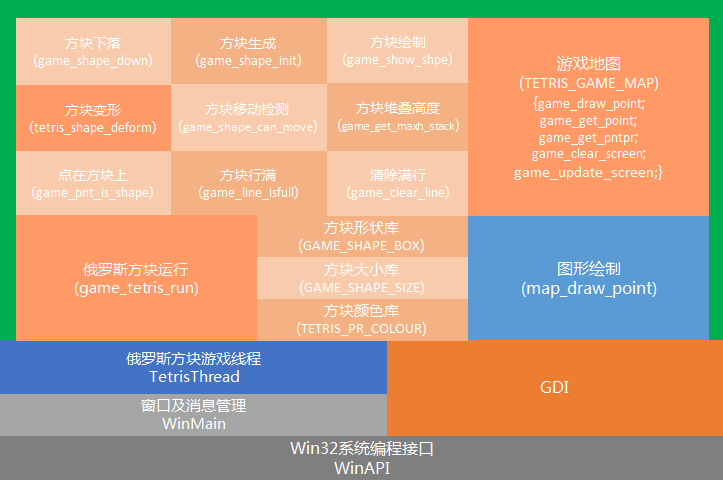 方块下落
(game_shape_down)
方块生成
(game_shape_init)
方块绘制
(game_show_shpe)
游戏地图
(TETRIS_GAME_MAP)
{game_draw_point;
game_get_point;
game_get_pntpr;
game_clear_screen;
game_update_screen;}
方块变形
(tetris_shape_deform)
方块移动检测
(game_shape_can_move)
方块堆叠高度
(game_get_maxh_stack)
点在方块上
(game_pnt_is_shape)
方块行满
(game_line_isfull)
清除满行
(game_clear_line)
俄罗斯方块运行
(game_tetris_run)
方块形状库
(GAME_SHAPE_BOX)
方块大小库
(GAME_SHAPE_SIZE)
方块颜色库
(TETRIS_PR_COLOUR)
图形绘制
(map_draw_point)
俄罗斯方块游戏线程
TetrisThread
GDI
窗口及消息管理
WinMain
Win32系统编程接口
WinAPI